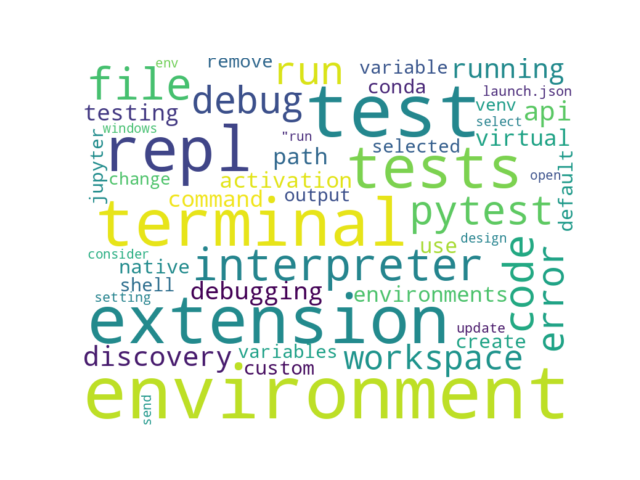 env
remove
file
run
variable
running
conda
launch.json
testing
debug
test
venv
api
windows
select
virtual
"run
repl
path
selected
jupyter
tests
change
activation
open
default
command
output
terminal
pytest
use
design
consider
native
interpreter
code
error
shell
debugging
environments
setting
extension
update
create
discovery
variables
workspace
custom
environment
send